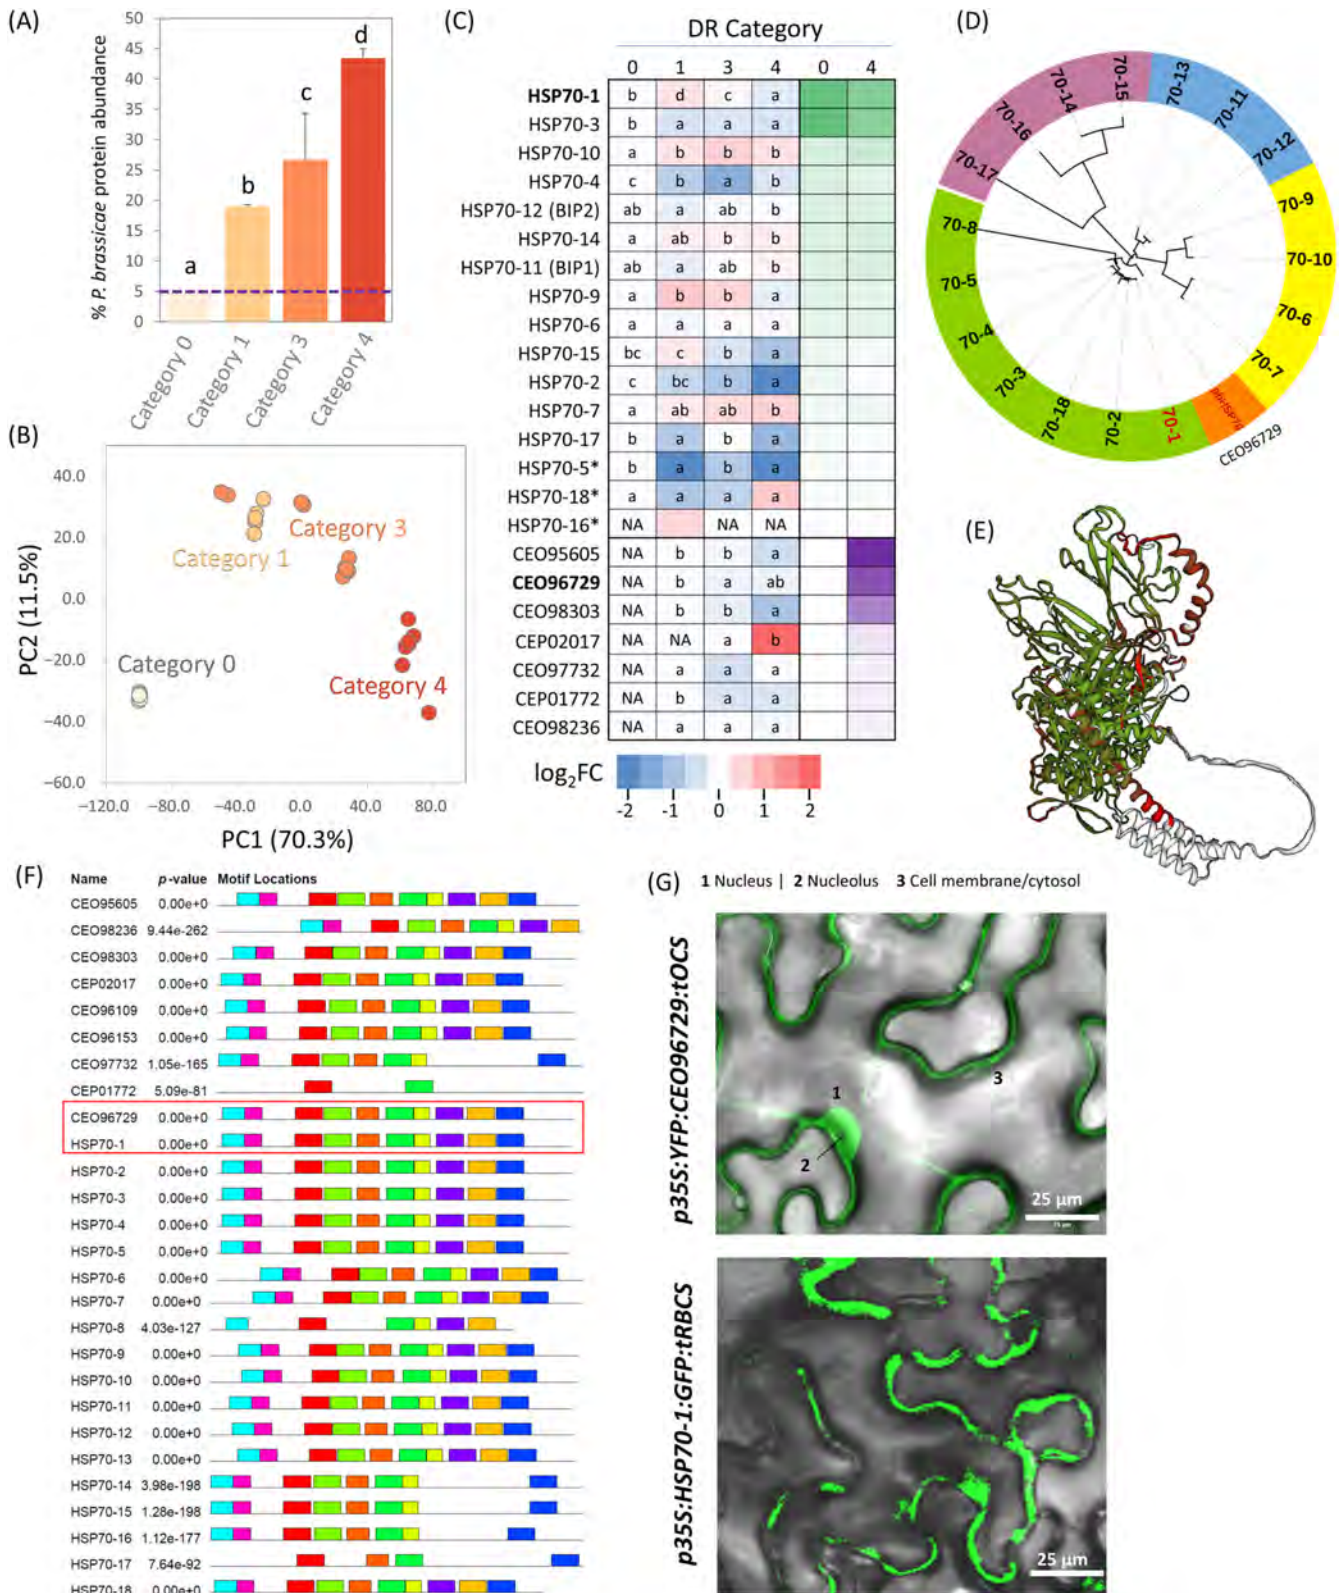 (A)
% P. brassicae protein abundance
50
45
40
35
30
25
20
15
10
5
0
a
b
c
d
Category 0
Category 1
Category 3
Category 4
(B)
PC2 (11.5%)
40.0
20.0
0.0
−20.0
−40.0
−60.0
−120.0 −80.0 −40.0 0.0 40.0 80.0
PC1 (70.3%)
Category 3
Category 1
Category 0
Category 4
(C)
DR Category
0 1 3 4 0 4
HSP70-1 b d c a
HSP70-3 b a a a
HSP70-10 a b b b
HSP70-4 c b a b
HSP70-12 (BIP2) ab a ab b
HSP70-14 a ab b b
HSP70-11 (BIP1) ab a ab b
HSP70-9 a b b a
HSP70-6 a a a a
HSP70-15 bc c b a
HSP70-2 c bc b a
HSP70-7 a ab ab b
HSP70-17 b a b a
HSP70-5* b a b a
HSP70-18* a a a a
HSP70-16* NA NA NA
CEO95605 NA b b a
CEO96729 NA b a ab
CEO98303 NA b b a
CEP02017 NA NA a b
CEO97732 NA a a a
CEP01772 NA b a a
CEO98236 NA a a a
log2FC
-2 -1 0 1 2
(D)
70-13
70-11
70-12
70-9
70-10
70-6
70-7
CEO96729
70-1
70-2
70-18
70-3
70-4
70-5
70-8
70-17
70-16
70-14
70-15
(E)
(F)
Name p-value Motif Locations
CEO95605 0.00e+0
CEO98236 9.44e-262
CEO98303 0.00e+0
CEP02017 0.00e+0
CEO96109 0.00e+0
CEO96153 0.00e+0
CEO97732 1.05e-165
CEP01772 5.09e-81
CEO96729 0.00e+0
HSP70-1 0.00e+0
HSP70-2 0.00e+0
HSP70-3 0.00e+0
HSP70-4 0.00e+0
HSP70-5 0.00e+0
HSP70-6 0.00e+0
HSP70-7 0.00e+0
HSP70-8 4.03e-127
HSP70-9 0.00e+0
HSP70-10 0.00e+0
HSP70-11 0.00e+0
HSP70-12 0.00e+0
HSP70-13 0.00e+0
HSP70-14 3.98e-198
HSP70-15 1.28e-198
HSP70-16 1.12e-177
HSP70-17 7.64e-92
HSP70-18 0.00e+0
(G) 1 Nucleus | 2 Nucleolus 3 Cell membrane/cytosol
p35S:YFP:CEO96729:tOCS
1
2
3
25 µm
p35S:HSP70-1:GFP:tRBCS
25 µm